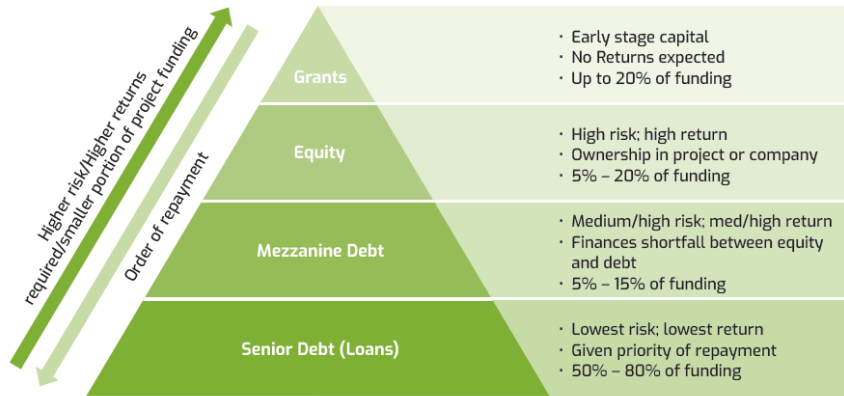 Higher risk/Higher returns
required/smaller portion of project funding
Order of repayment
Grants
• Early stage capital
• No Returns expected
• Up to 20% of funding
Equity
• High risk; high return
• Ownership in project or company
• 5% – 20% of funding
Mezzanine Debt
• Medium/high risk; med/high return
• Finances shortfall between equity
and debt
• 5% – 15% of funding
Senior Debt (Loans)
• Lowest risk; lowest return
• Given priority of repayment
• 50% – 80% of funding